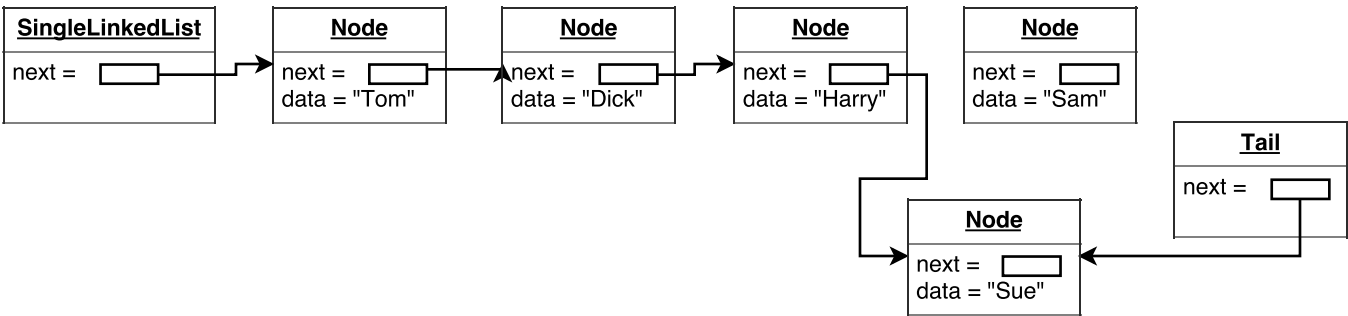 SingleLinkedList
next =
Node
next =
data = "Tom"
Node
next =
data = "Dick"
Node
next =
data = "Harry"
Node
next =
data = "Sam"
Tail
next =
Node
next =
data = "Sue"